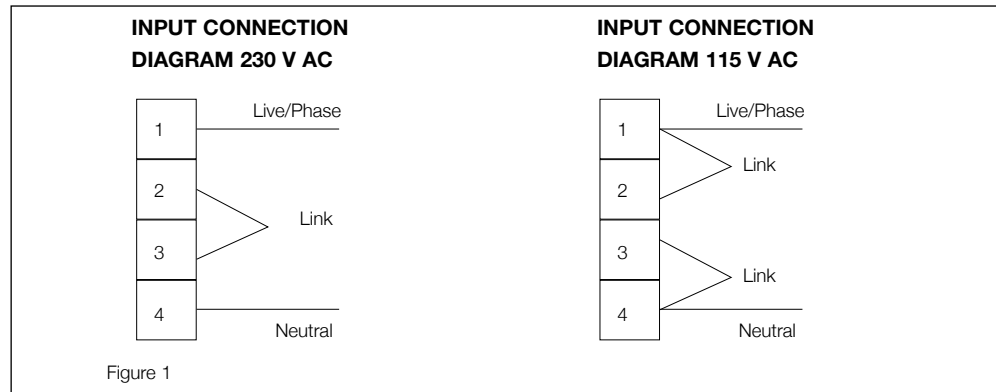 INPUT CONNECTION
DIAGRAM 230 V AC
1
Live/Phase
2
Link
3
4
Neutral
INPUT CONNECTION
DIAGRAM 115 V AC
1
Live/Phase
Link
2
3
Link
4
Neutral
Figure 1